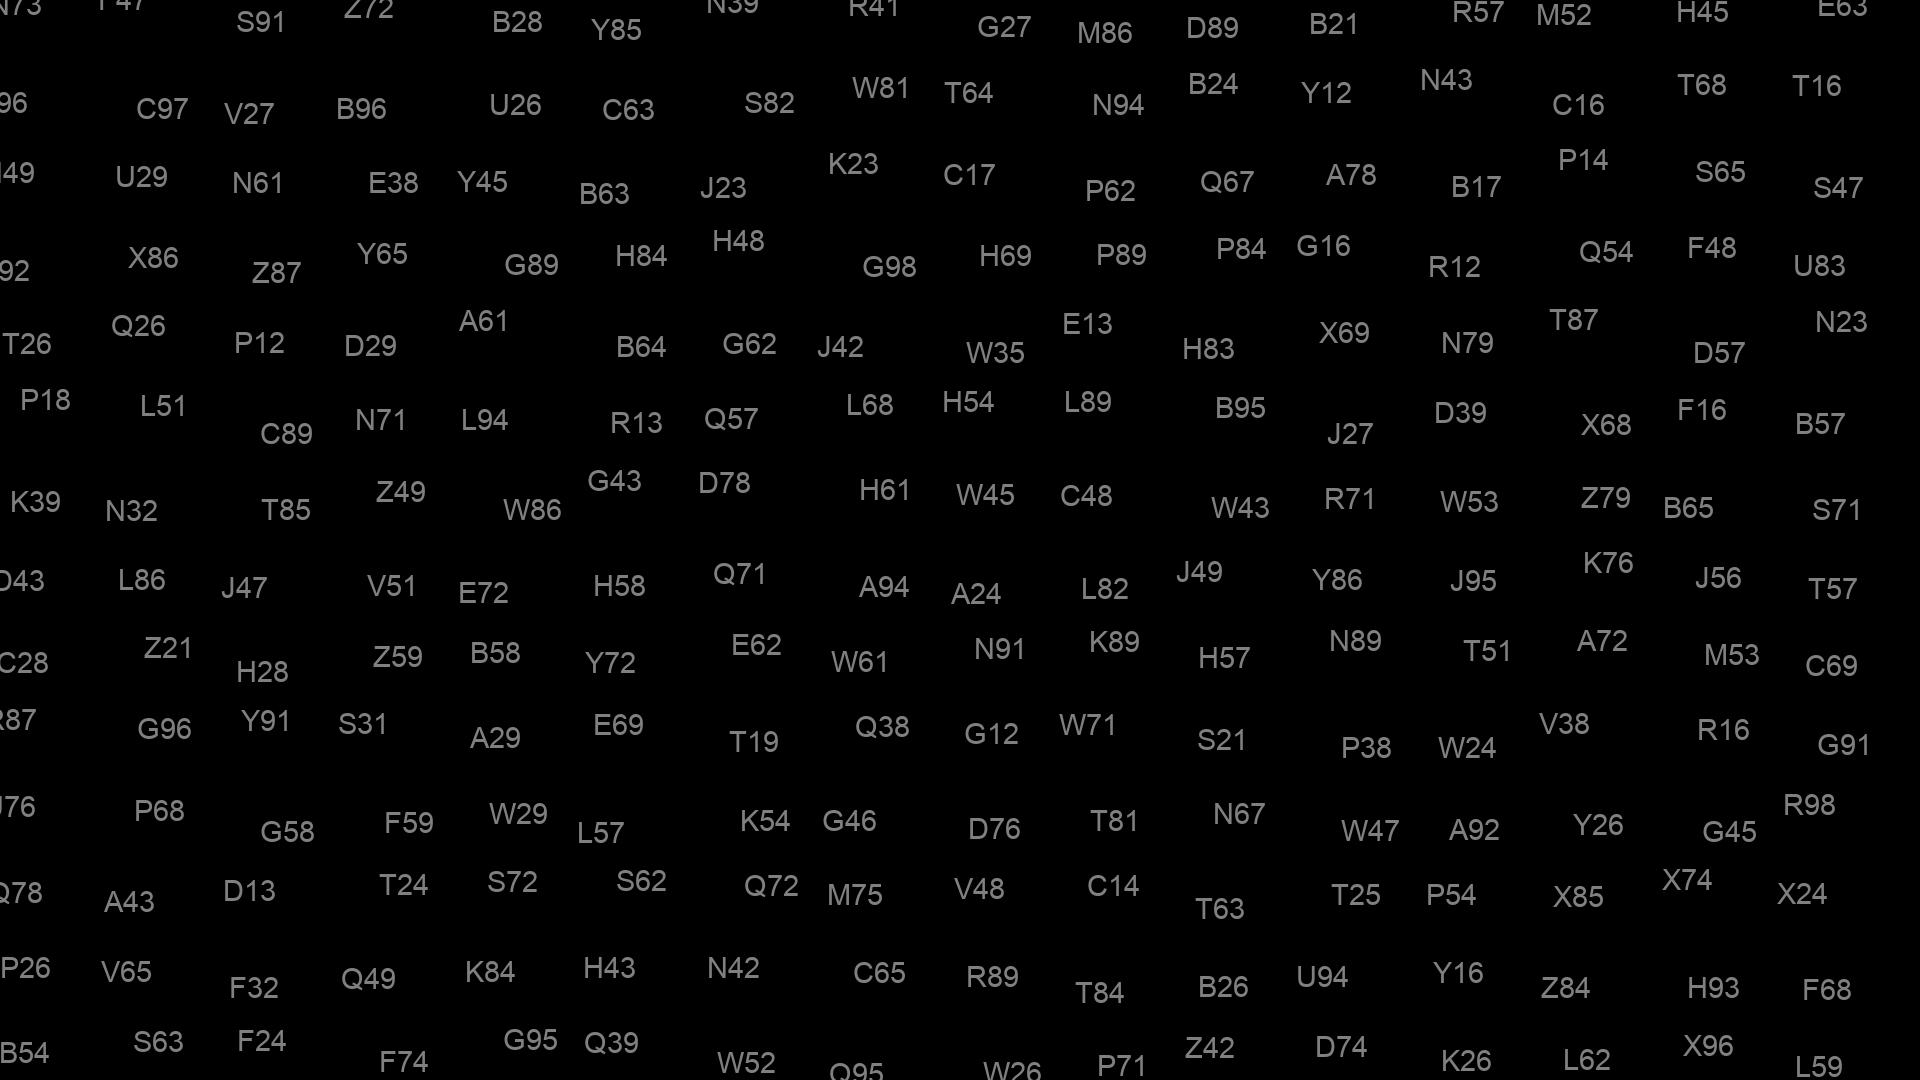 S91 Z72 B28 Y85 N39 R41 G27 M86 D89 B21 R57 M52 H45 E63
C97 V27 B96 U26 C63 S82 W81 T64 N94 B24 Y12 N43 C16 T68 T16
U29 N61 E38 Y45 B63 J23 K23 C17 P62 Q67 A78 B17 P14 S65 S47
X86 Z87 Y65 G89 H84 H48 G98 H69 P89 P84 G16 R12 Q54 F48 U83
T26 Q26 P12 D29 A61 B64 G62 J42 W35 E13 H83 X69 N79 T87 D57 N23
P18 L51 C89 N71 L94 R13 Q57 L68 H54 L89 B95 J27 D39 X68 F16 B57
K39 N32 T85 Z49 W86 G43 D78 H61 W45 C48 W43 R71 W53 Z79 B65 S71
D43 L86 J47 V51 E72 H58 Q71 A94 A24 L82 J49 Y86 J95 K76 J56 T57
C28 Z21 H28 Z59 B58 Y72 E62 W61 N91 K89 H57 N89 T51 A72 M53 C69
R87 G96 Y91 S31 A29 E69 T19 Q38 G12 W71 S21 P38 W24 V38 R16 G91
P68 G58 F59 W29 L57 K54 G46 D76 T81 N67 W47 A92 Y26 G45 R98
Q78 A43 D13 T24 S72 S62 Q72 M75 V48 C14 T63 T25 P54 X85 X74 X24
P26 V65 F32 Q49 K84 H43 N42 C65 R89 T84 B26 U94 Y16 Z84 H93 F68
B54 S63 F24 F74 G95 Q39 W52 Q95 W26 P71 Z42 D74 K26 L62 X96 L59